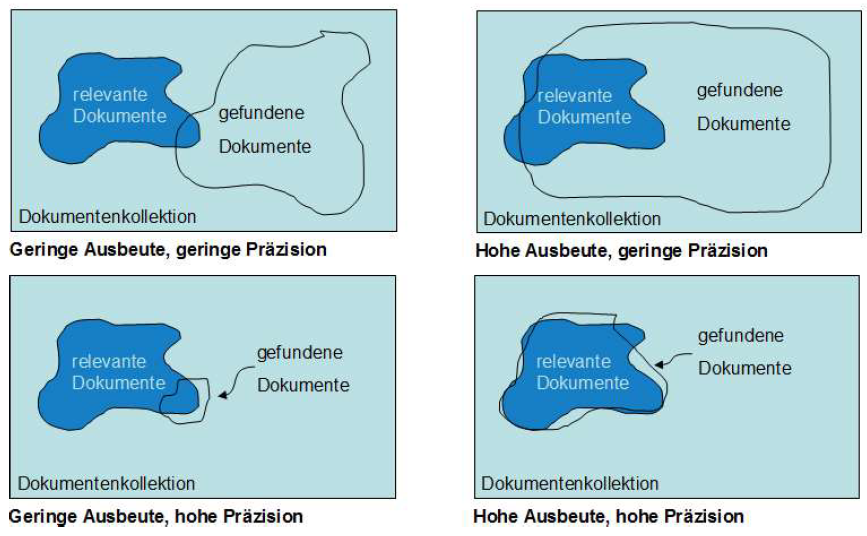 relevante
Dokumente
gefundene
Dokumente
Dokumentenkollektion
Geringe Ausbeute, geringe Präzision
relevante
Dokumente
gefundene
Dokumente
Dokumentenkollektion
Hohe Ausbeute, geringe Präzision
relevante
Dokumente
gefundene
Dokumente
Dokumentenkollektion
Geringe Ausbeute, hohe Präzision
relevante
Dokumente
gefundene
Dokumente
Dokumentenkollektion
Hohe Ausbeute, hohe Präzision